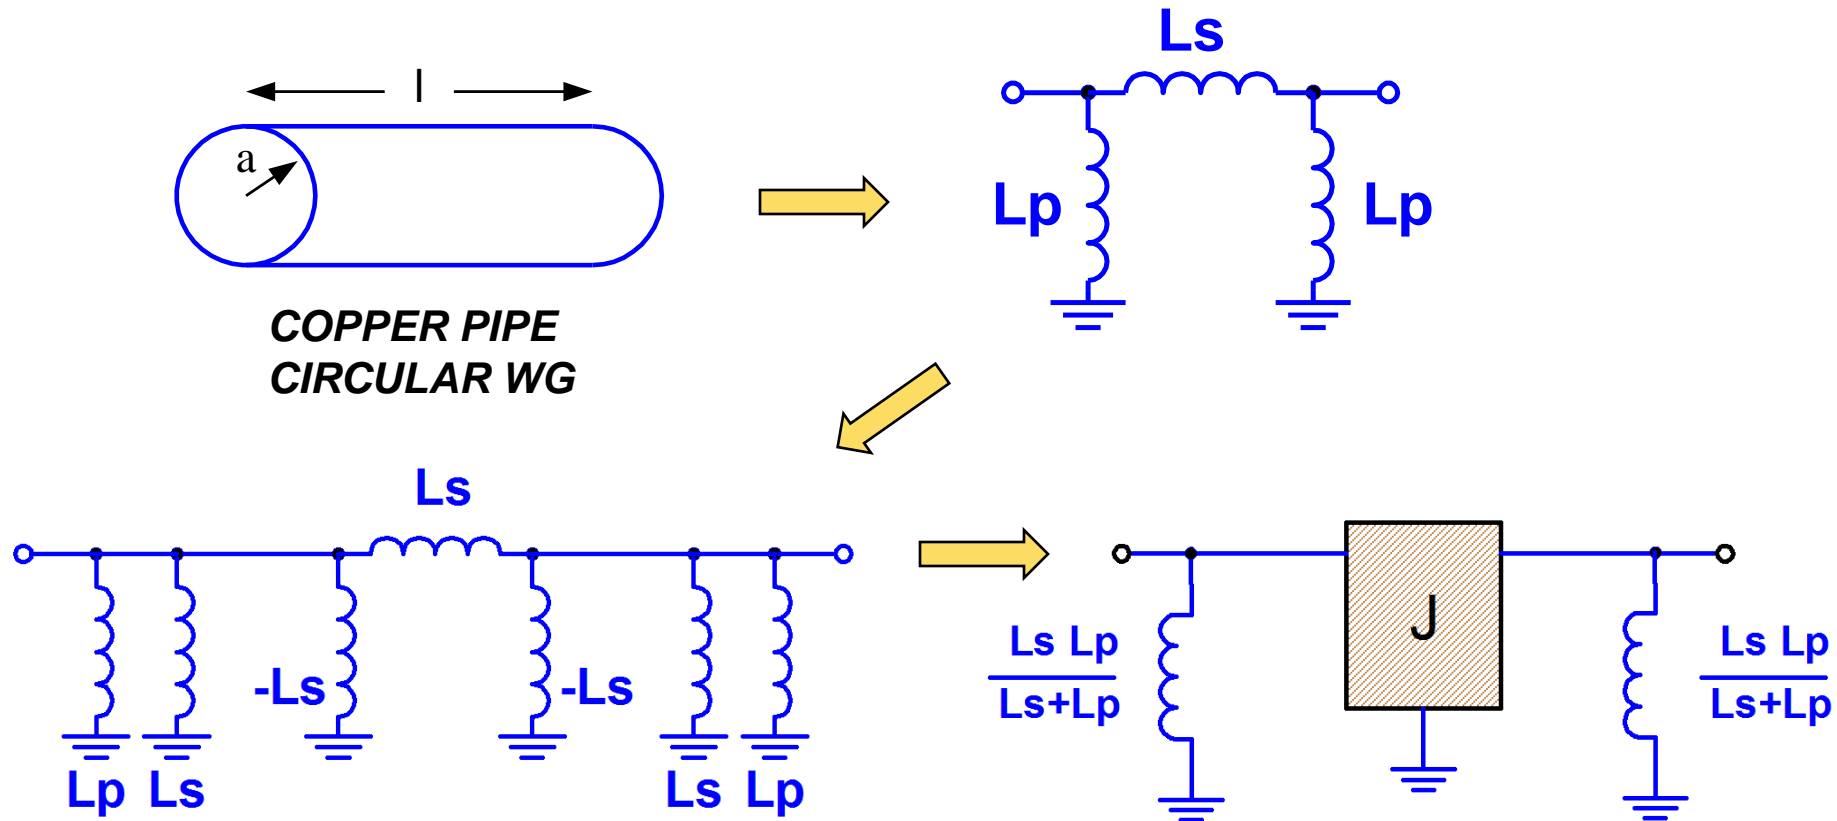 Ls
l
a
Lp
Lp
COPPER PIPE
CIRCULAR WG
Ls
-Ls
-Ls
Lp Ls
Ls Lp
J
Ls Lp
Ls+Lp
Ls Lp
Ls+Lp